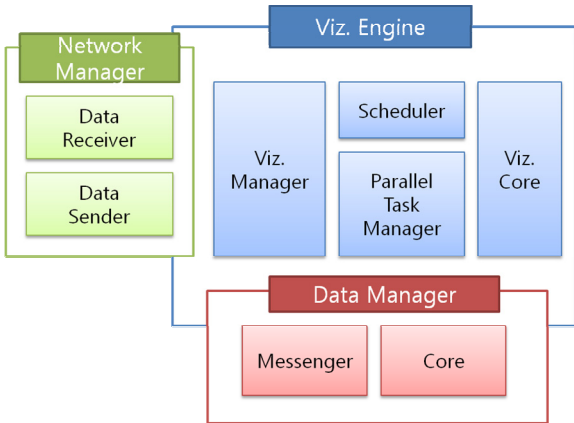 Network
Manager
Data
Receiver
Data
Sender
Viz. Engine
Viz.
Manager
Scheduler
Parallel
Task
Manager
Viz.
Core
Data Manager
Messenger
Core